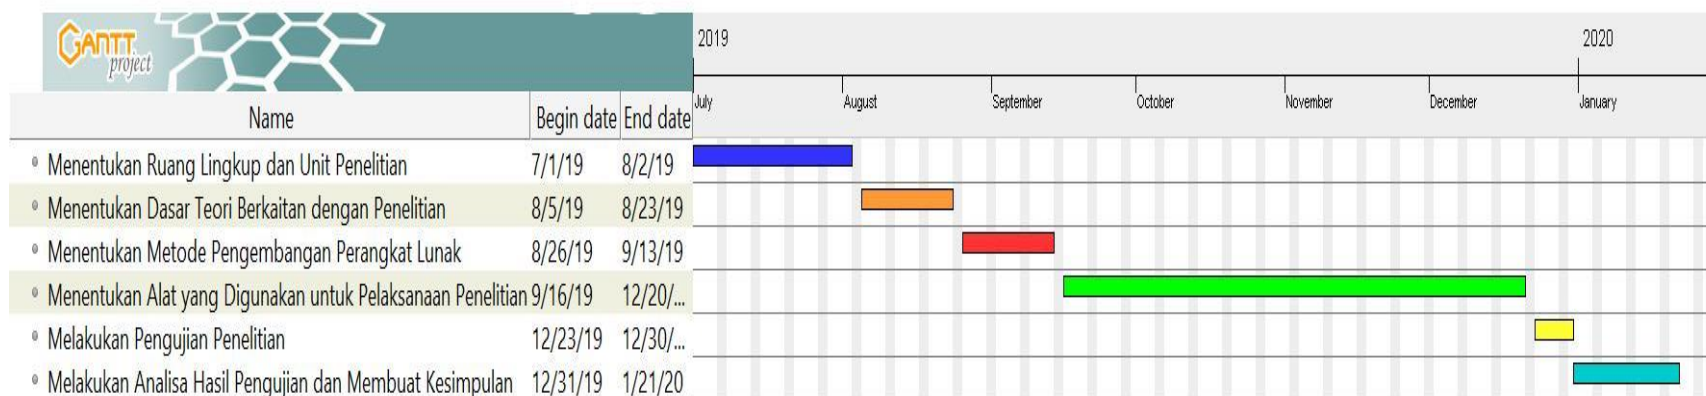 GANTT
project
2019 2020
July August September October November December January
Name Begin date End date
Menentukan Ruang Lingkup dan Unit Penelitian 7/1/19 8/2/19
Menentukan Dasar Teori Berkaitan dengan Penelitian 8/5/19 8/23/19
Menentukan Metode Pengembangan Perangkat Lunak 8/26/19 9/13/19
Menentukan Alat yang Digunakan untuk Pelaksanaan Penelitian 9/16/19 12/20/...
Melakukan Pengujian Penelitian 12/23/19 12/30/...
Melakukan Analisa Hasil Pengujian dan Membuat Kesimpulan 12/31/19 1/21/20